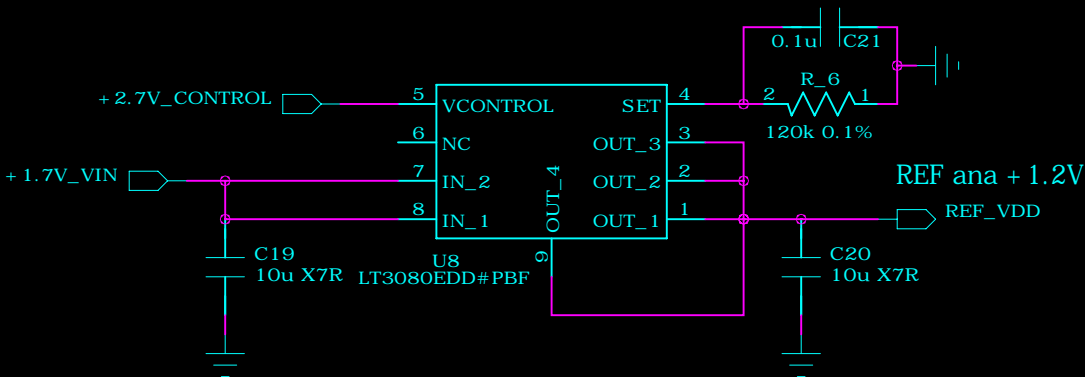 0.1u
C21
R_6
2
1
120k 0.1%
+2.7V_CONTROL
5
VCONTROL
SET
4
6
NC
OUT_3
3
+1.7V_VIN
7
IN_2
OUT_4
OUT_2
2
REF ana +1.2V
8
IN_1
OUT_1
1
REF_VDD
9
C19
10u X7R
U8
LT3080EDD#PBF
C20
10u X7R